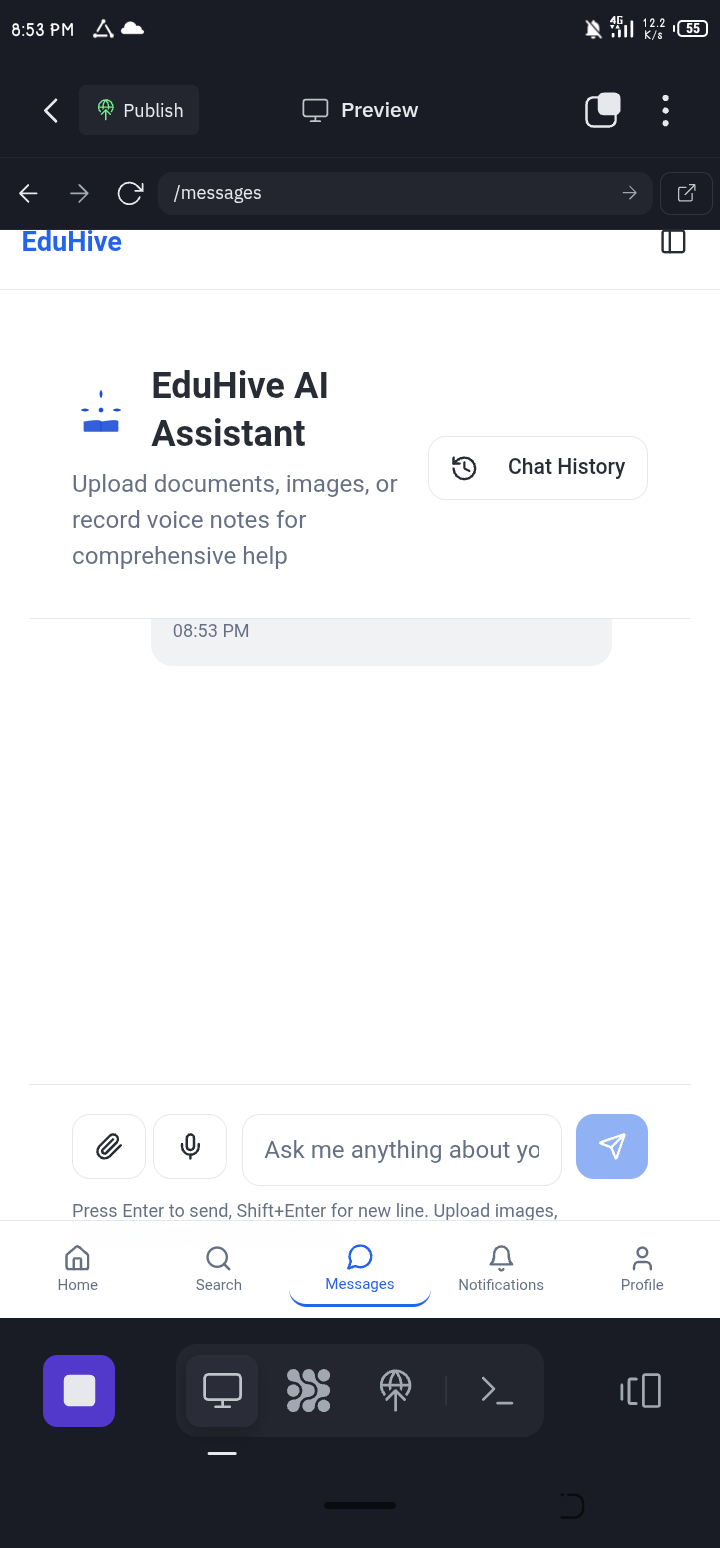 8:53 PM
4G
12.2
K/s
55
Publish
Preview
/messages
EduHive
EduHive AI
Assistant
Chat History
Upload documents, images, or
record voice notes for
comprehensive help
08:53 PM
Ask me anything about yo
Press Enter to send, Shift+Enter for new line. Upload images,
Home
Search
Messages
Notifications
Profile